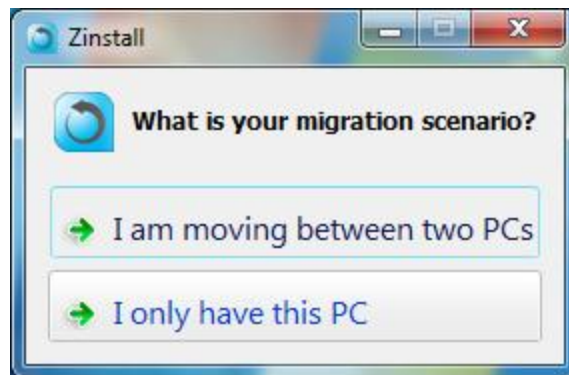 Zinstall
What is your migration scenario?
I am moving between two PCs
I only have this PC